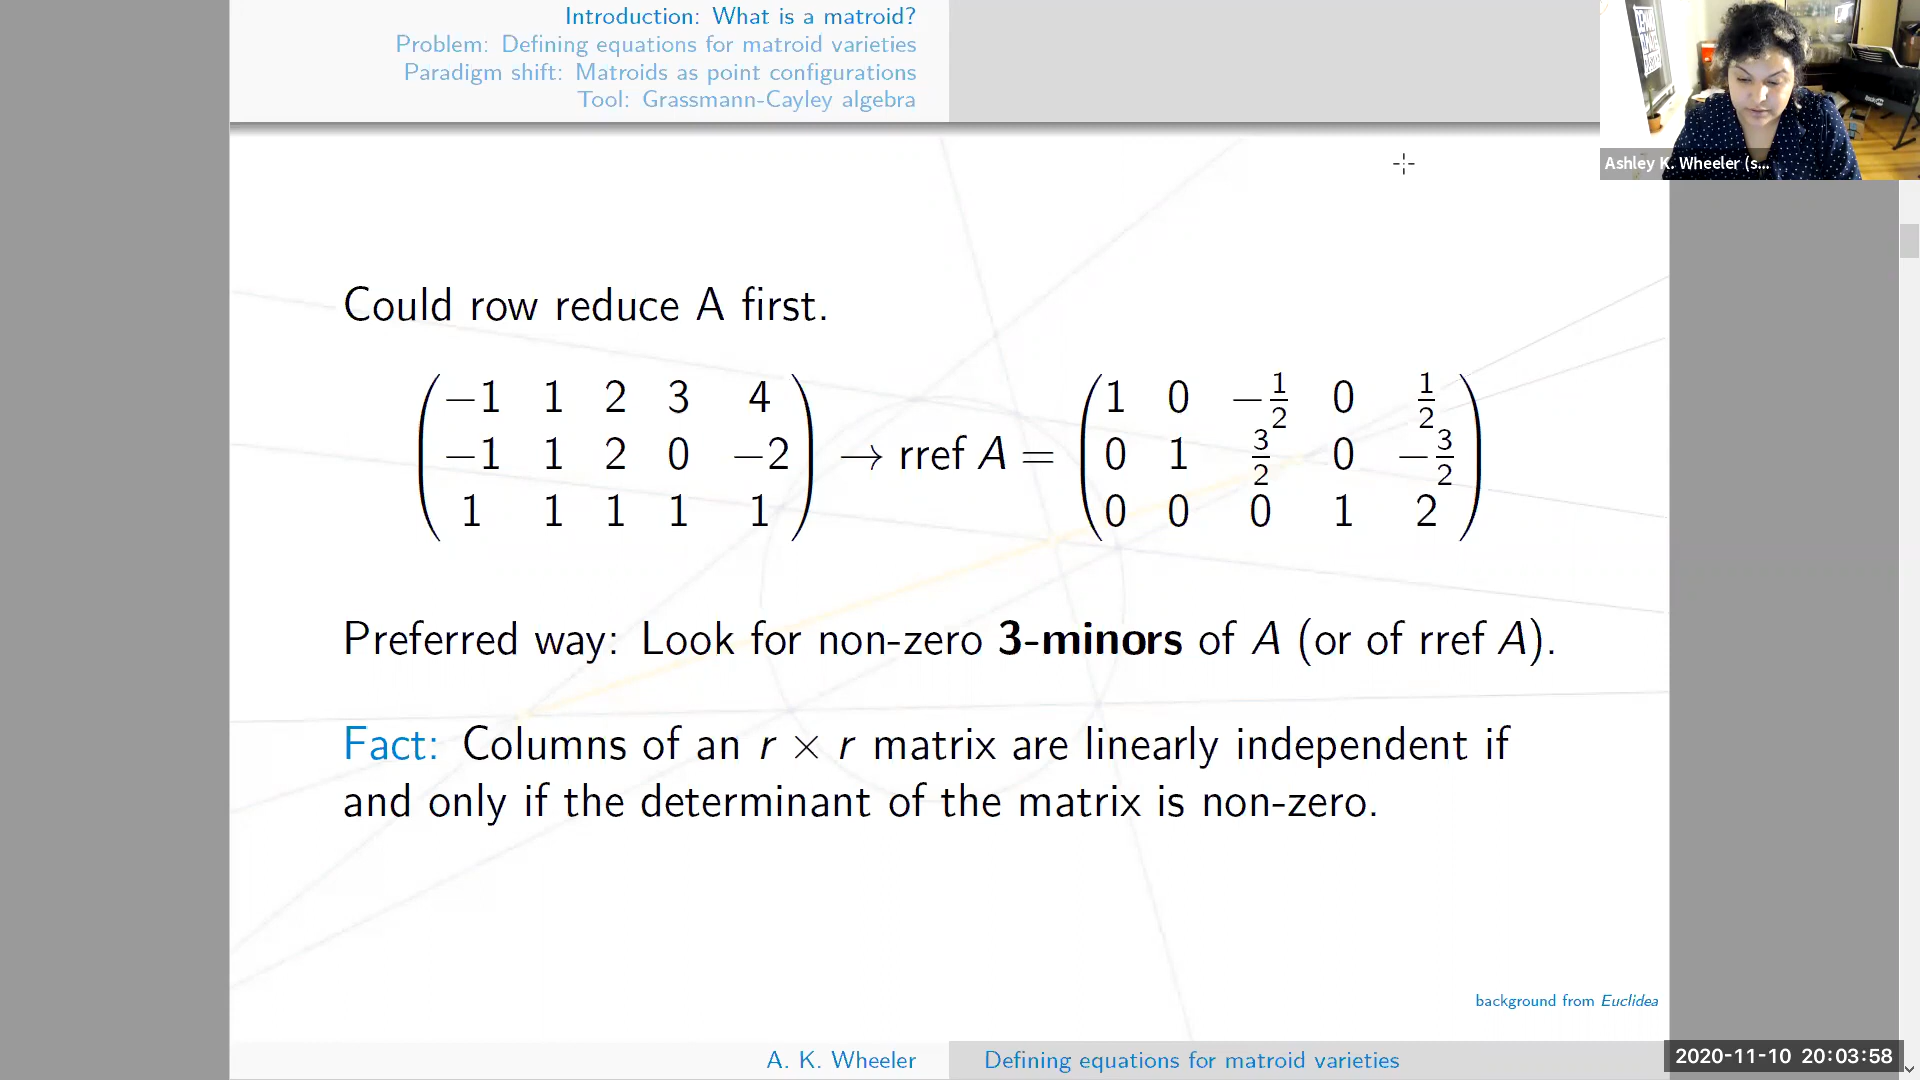 Introduction: What is a matroid?
Problem: Defining equations for matroid varieties
Paradigm shift: Matroids as point configurations
Tool: Grassmann-Cayley algebra
Ashley K. Wheeler (s...
Could row reduce A first.
−1 1 2 3 4
−1 1 2 0 −2
1 1 1 1 1
→ rref A =
1 0 −1/2 0 1/2
0 1 3/2 0 −3/2
0 0 0 1 2
Preferred way: Look for non-zero 3-minors of A (or of rref A).
Fact: Columns of an r × r matrix are linearly independent if
and only if the determinant of the matrix is non-zero.
background from Euclidea
A. K. Wheeler
Defining equations for matroid varieties
2020-11-10 20:03:58